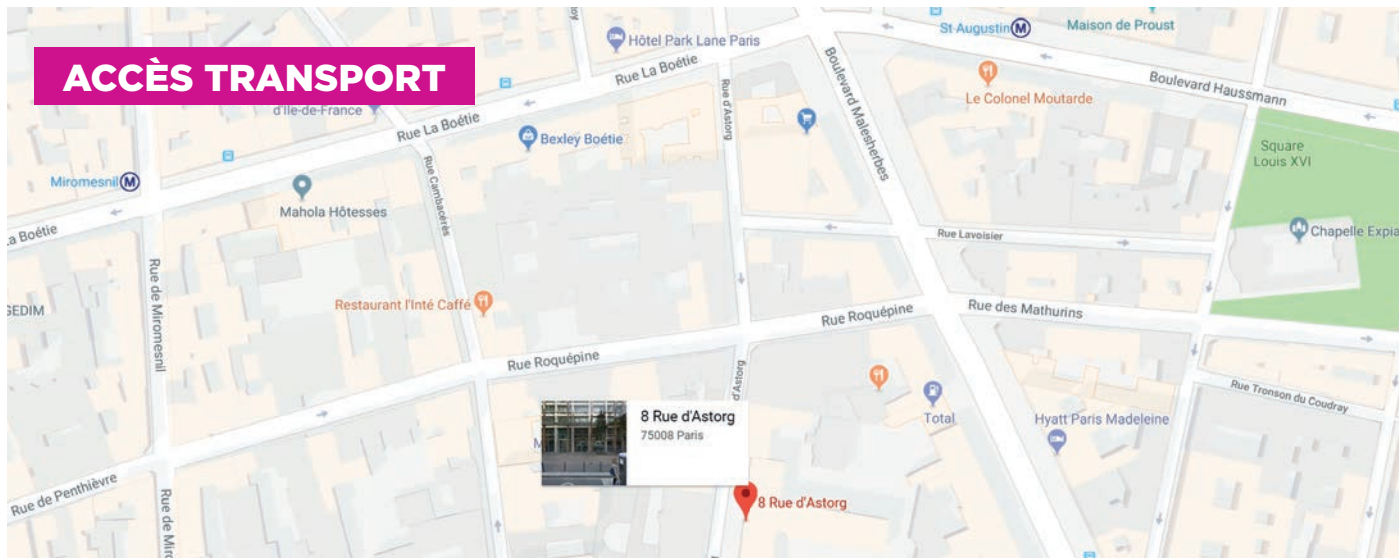 ACCÈS TRANSPORT
Hôtel Park Lane Paris
St Augustin M
Maison de Proust
Rue La Boétie
Boulevard Malesherbes
Boulevard Haussmann
Le Colonel Moutarde
Rue d'Astorg
d'Ile-de-France
Rue La Boétie
Bexley Boétie
Square
Louis XVI
Miromesnil M
Rue Cambacérès
Mahola Hôtesses
Rue Lavoisier
Chapelle Expia
a Boétie
Rue de Miromesnil
Restaurant l'Inté Caffé
GEDIM
Rue Roquépine
Rue des Mathurins
Rue Roquépine
d'Astorg
Rue Tronson du Coudray
8 Rue d'Astorg
75008 Paris
Total
Hyatt Paris Madeleine
M
Rue de Penthièvre
Rue de Miro
8 Rue d'Astorg